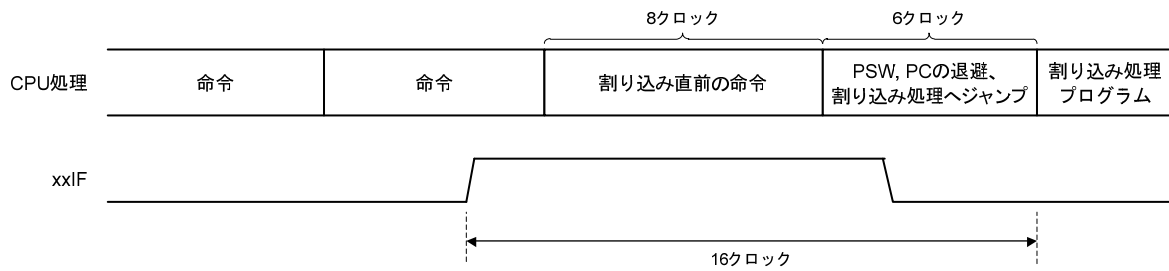 8クロック
6クロック
CPU処理
命令
命令
割り込み直前の命令
PSW, PCの退避、
割り込み処理へジャンプ
割り込み処理
プログラム
xxIF
16クロック